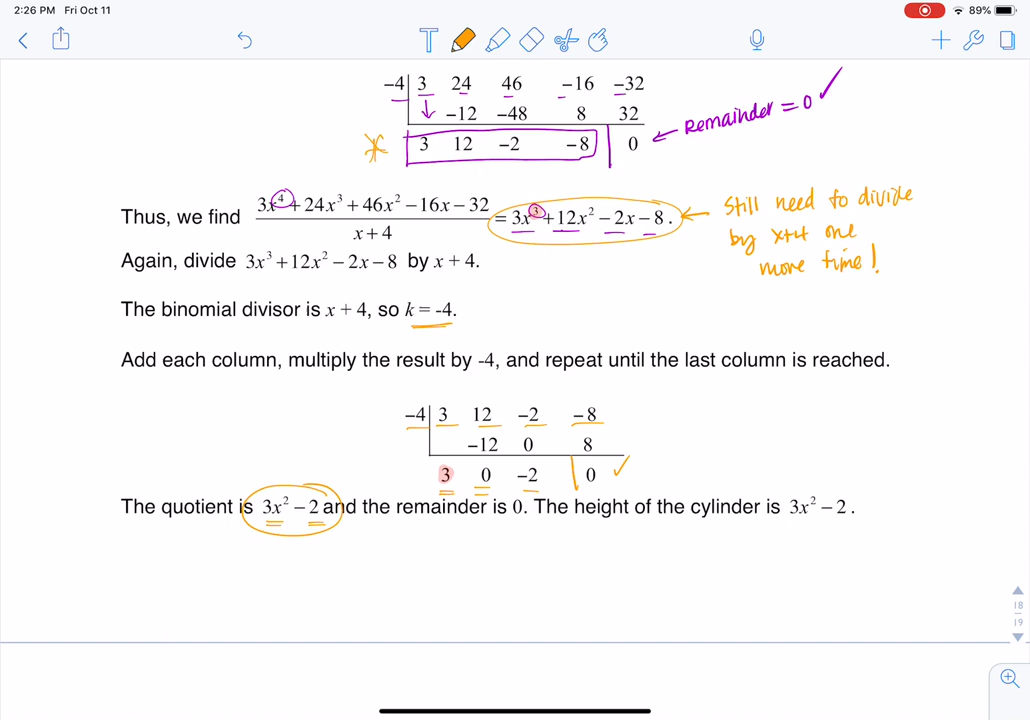 2:26 PM Fri Oct 11
89%
T
-4| 3 24 46 -16 -32
-12 -48 8 32
3 12 -2 -8 0
Remainder = 0 ✓
Thus, we find (3x⁴ + 24x³ + 46x² - 16x - 32)/(x + 4) = 3x³ + 12x² - 2x - 8.
Still need to divide
by x+4 one
more time!
Again, divide 3x³ + 12x² - 2x - 8 by x + 4.
The binomial divisor is x + 4, so k = -4.
Add each column, multiply the result by -4, and repeat until the last column is reached.
-4| 3 12 -2 -8
-12 0 8
3 0 -2 0 ✓
The quotient is 3x² - 2 and the remainder is 0. The height of the cylinder is 3x² - 2.
18
19